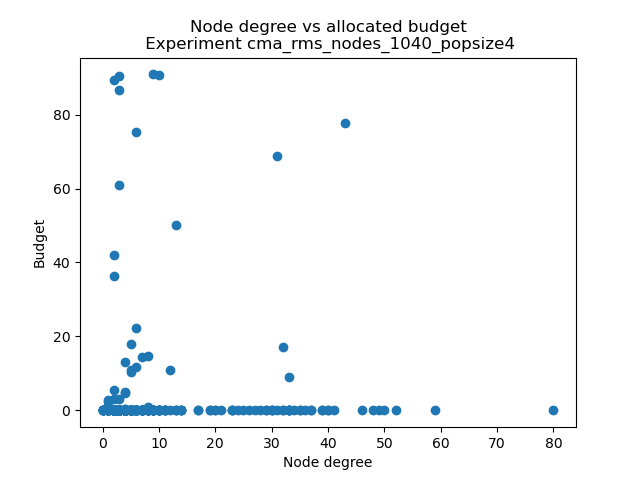 Node degree vs allocated budget
Experiment cma_rms_nodes_1040_popsize4
80
60
40
20
0
Budget
0 10 20 30 40 50 60 70 80
Node degree